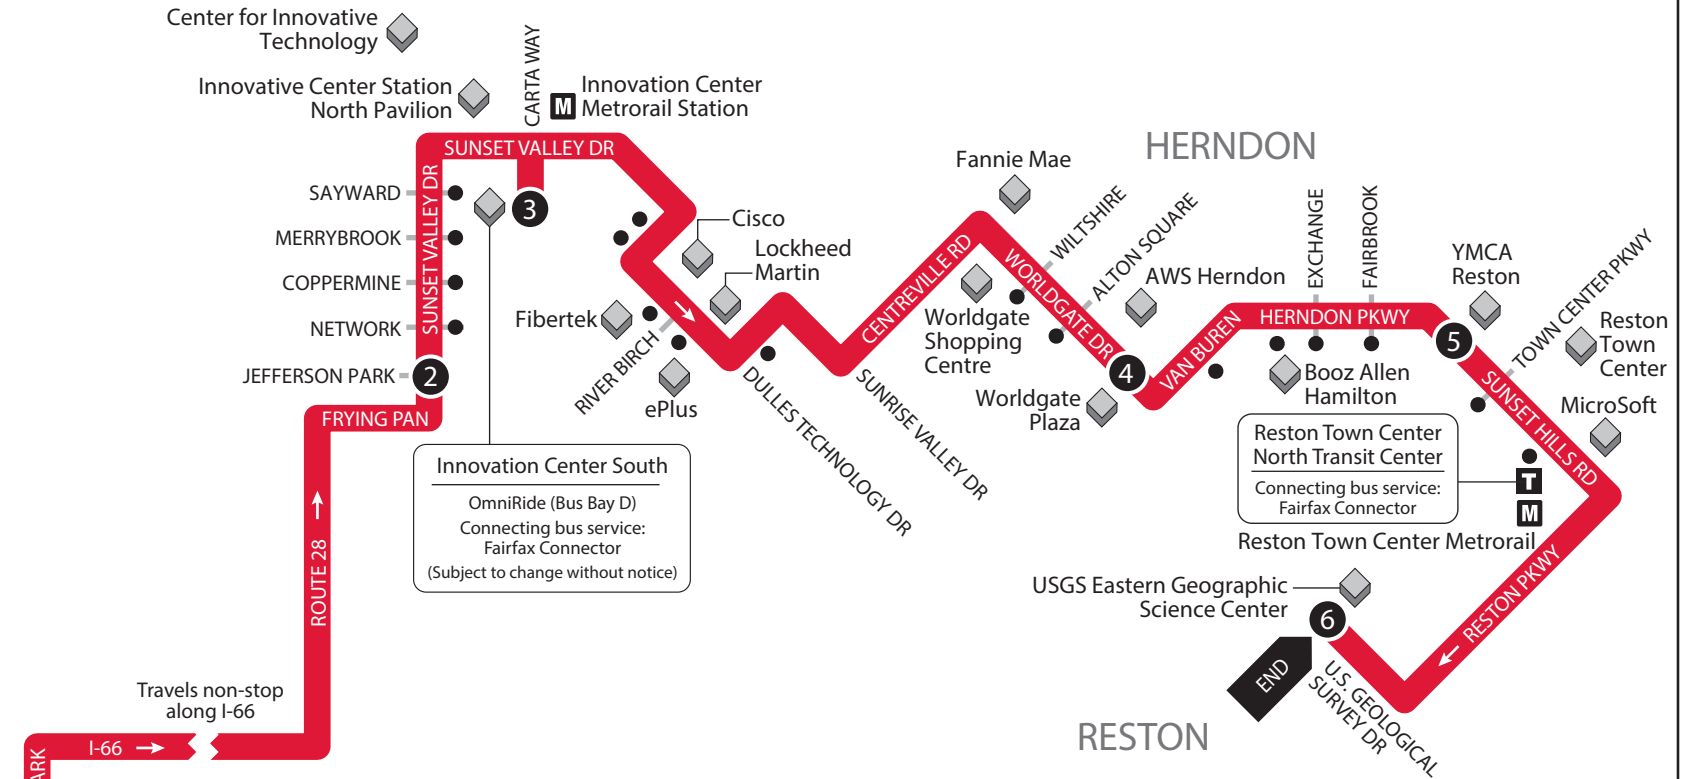 Center for Innovative
Technology
Innovative Center Station
North Pavilion
CARTA WAY
M
Innovation Center
Metrorail Station
SUNSET VALLEY DR
SUNSET VALLEY DR
SAYWARD
MERRYBROOK
COPPERMINE
NETWORK
JEFFERSON PARK
2
3
FRYING PAN
ROUTE 28
Travels non-stop
along I-66
I-66
ARK
Innovation Center South
OmniRide (Bus Bay D)
Connecting bus service:
Fairfax Connector
(Subject to change without notice)
Cisco
Lockheed
Martin
Fibertek
RIVER BIRCH
ePlus
DULLES TECHNOLOGY DR
SUNRISE VALLEY DR
CENTREVILLE RD
HERNDON
Fannie Mae
WORLDGATE DR
WILTSHIRE
ALTON SQUARE
Worldgate
Shopping
Centre
AWS Herndon
4
Worldgate
Plaza
VAN BUREN
HERNDON PKWY
EXCHANGE
FAIRBROOK
Booz Allen
Hamilton
5
YMCA
Reston
TOWN CENTER PKWY
Reston
Town
Center
SUNSET HILLS RD
MicroSoft
Reston Town Center
North Transit Center
Connecting bus service:
Fairfax Connector
T
M
Reston Town Center Metrorail
RESTON PKWY
USGS Eastern Geographic
Science Center
6
END
U.S. GEOLOGICAL
SURVEY DR
RESTON